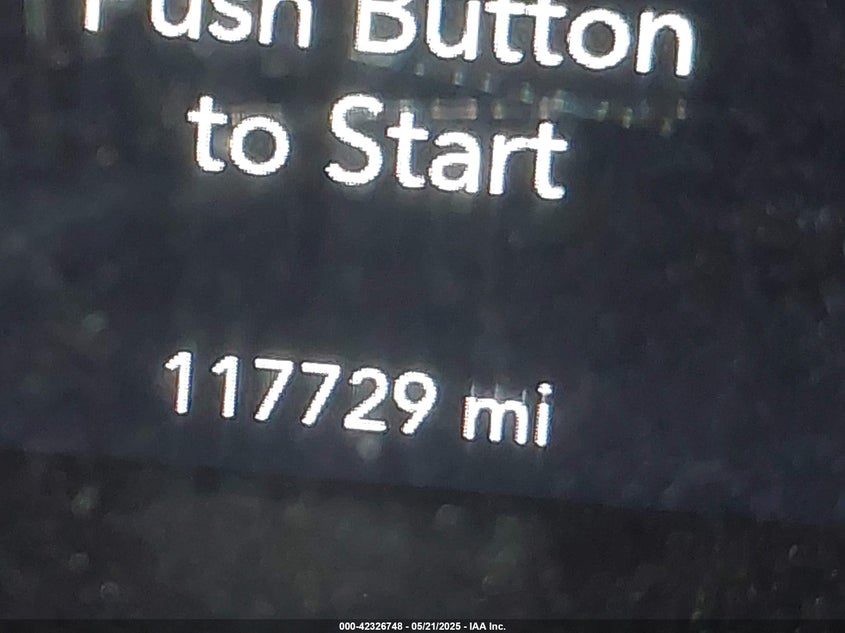 Push Button
to Start
117729 mi
000-42326748 - 05/21/2025 - IAA Inc.